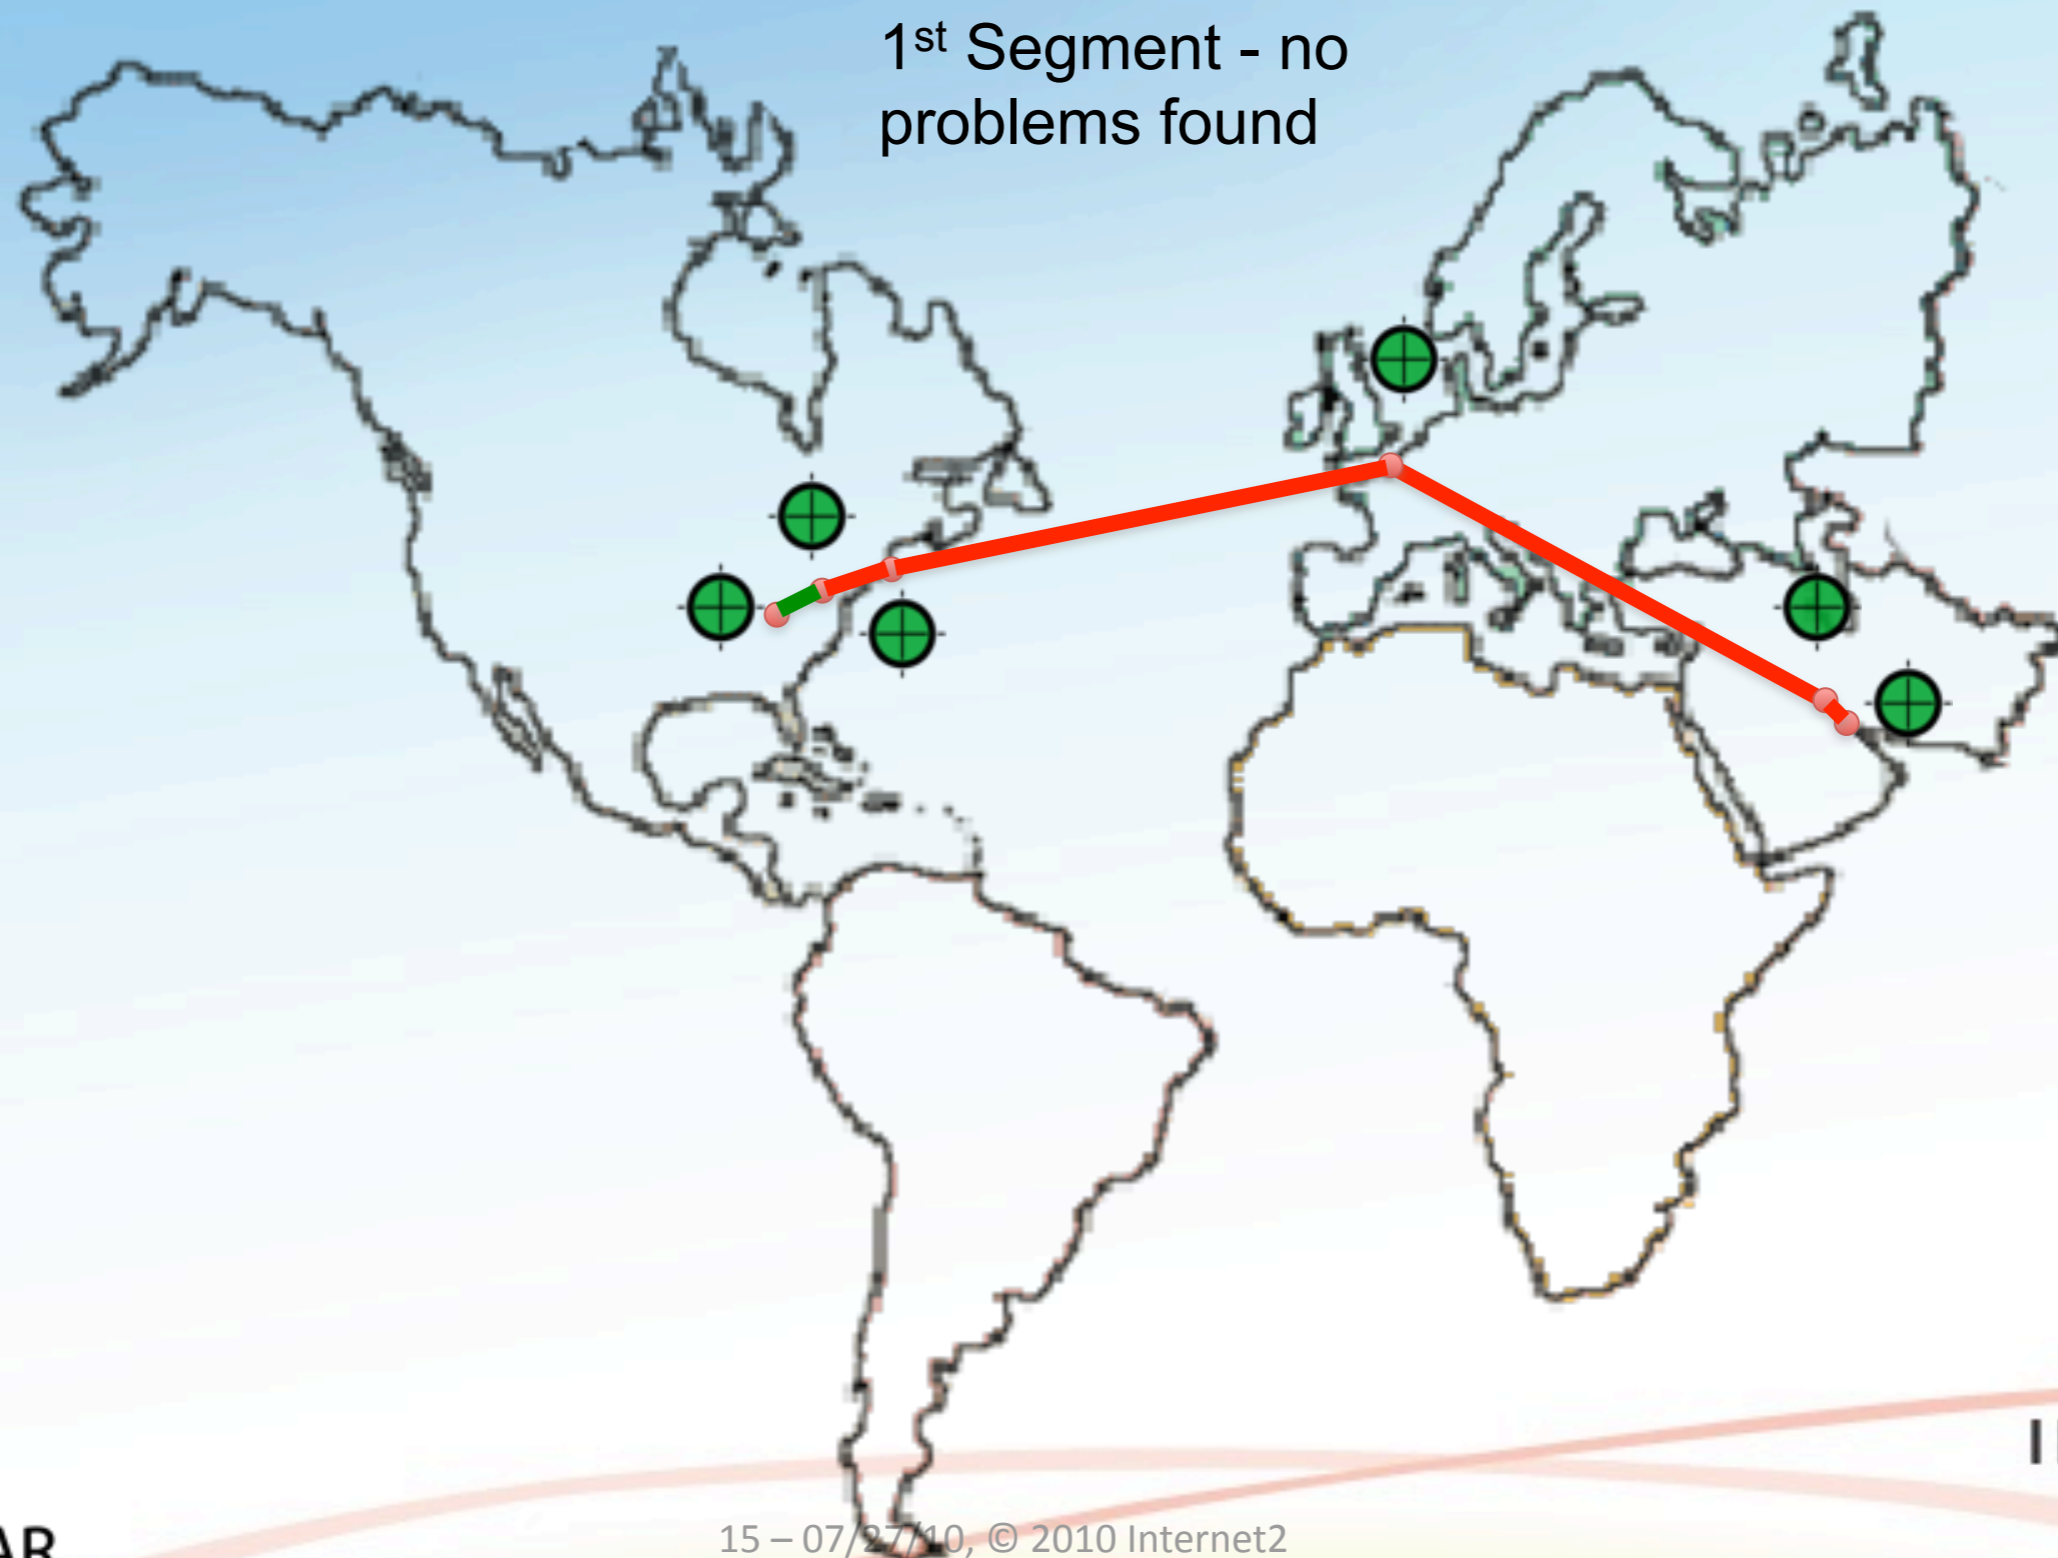 1st Segment - no
problems found
15 – 07/27/10, © 2010 Internet2